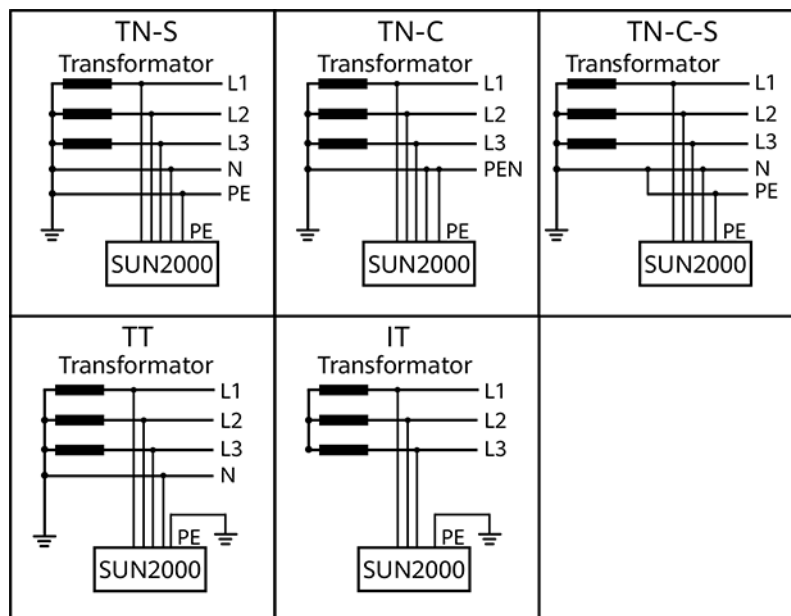 TN-S
Transformator
L1
L2
L3
N
PE
PE
SUN2000
TN-C
Transformator
L1
L2
L3
PEN
PE
SUN2000
TN-C-S
Transformator
L1
L2
L3
N
PE
PE
SUN2000
TT
Transformator
L1
L2
L3
N
PE
SUN2000
IT
Transformator
L1
L2
L3
PE
SUN2000